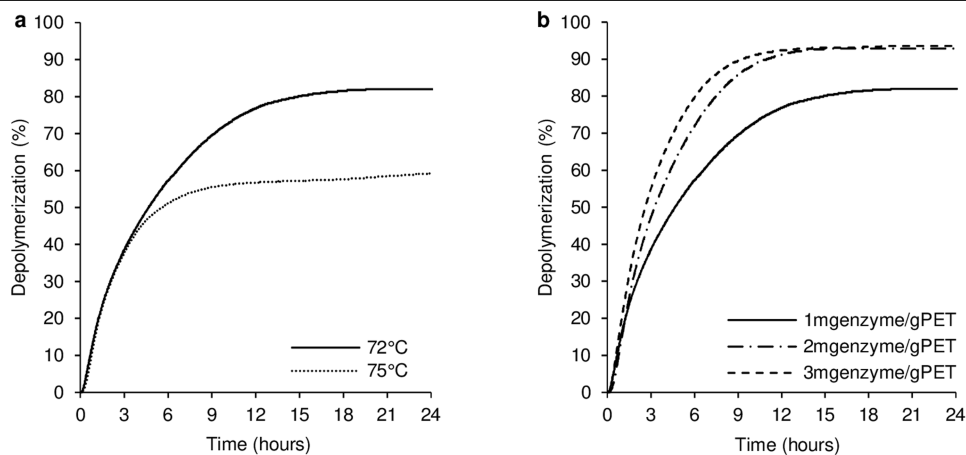 a
100
90
80
70
60
50
40
30
20
10
0
Depolymerization (%)
72°C
75°C
0 3 6 9 12 15 18 21 24
Time (hours)
b
100
90
80
70
60
50
40
30
20
10
0
Depolymerization (%)
1mgenzyme/gPET
2mgenzyme/gPET
3mgenzyme/gPET
0 3 6 9 12 15 18 21 24
Time (hours)